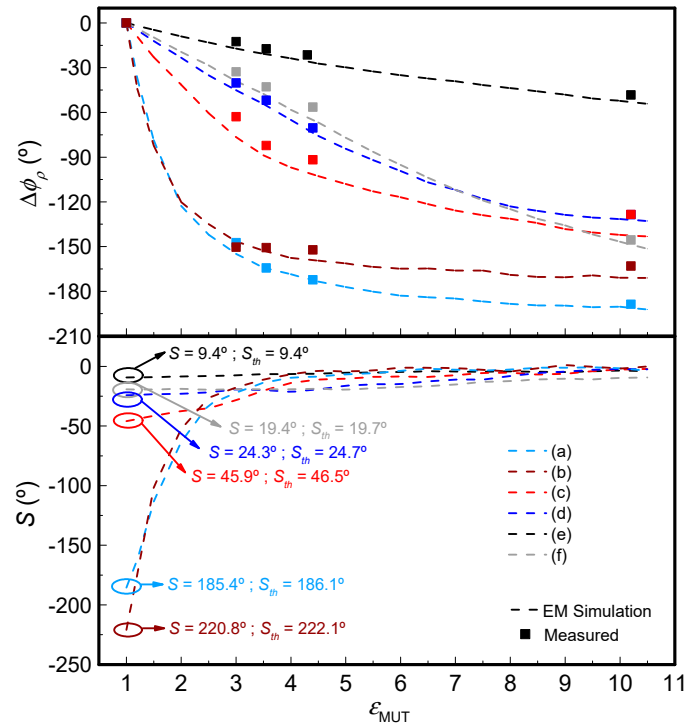 0
-30
-60
-90
-120
-150
-180
-210
Δϕρ (º)
0
-50
-100
-150
-200
-250
S (º)
S = 9.4º ; Sth = 9.4º
S = 19.4º ; Sth = 19.7º
S = 24.3º ; Sth = 24.7º
S = 45.9º ; Sth = 46.5º
S = 185.4º ; Sth = 186.1º
S = 220.8º ; Sth = 222.1º
(a)
(b)
(c)
(d)
(e)
(f)
EM Simulation
Measured
1 2 3 4 5 6 7 8 9 10
εMUT